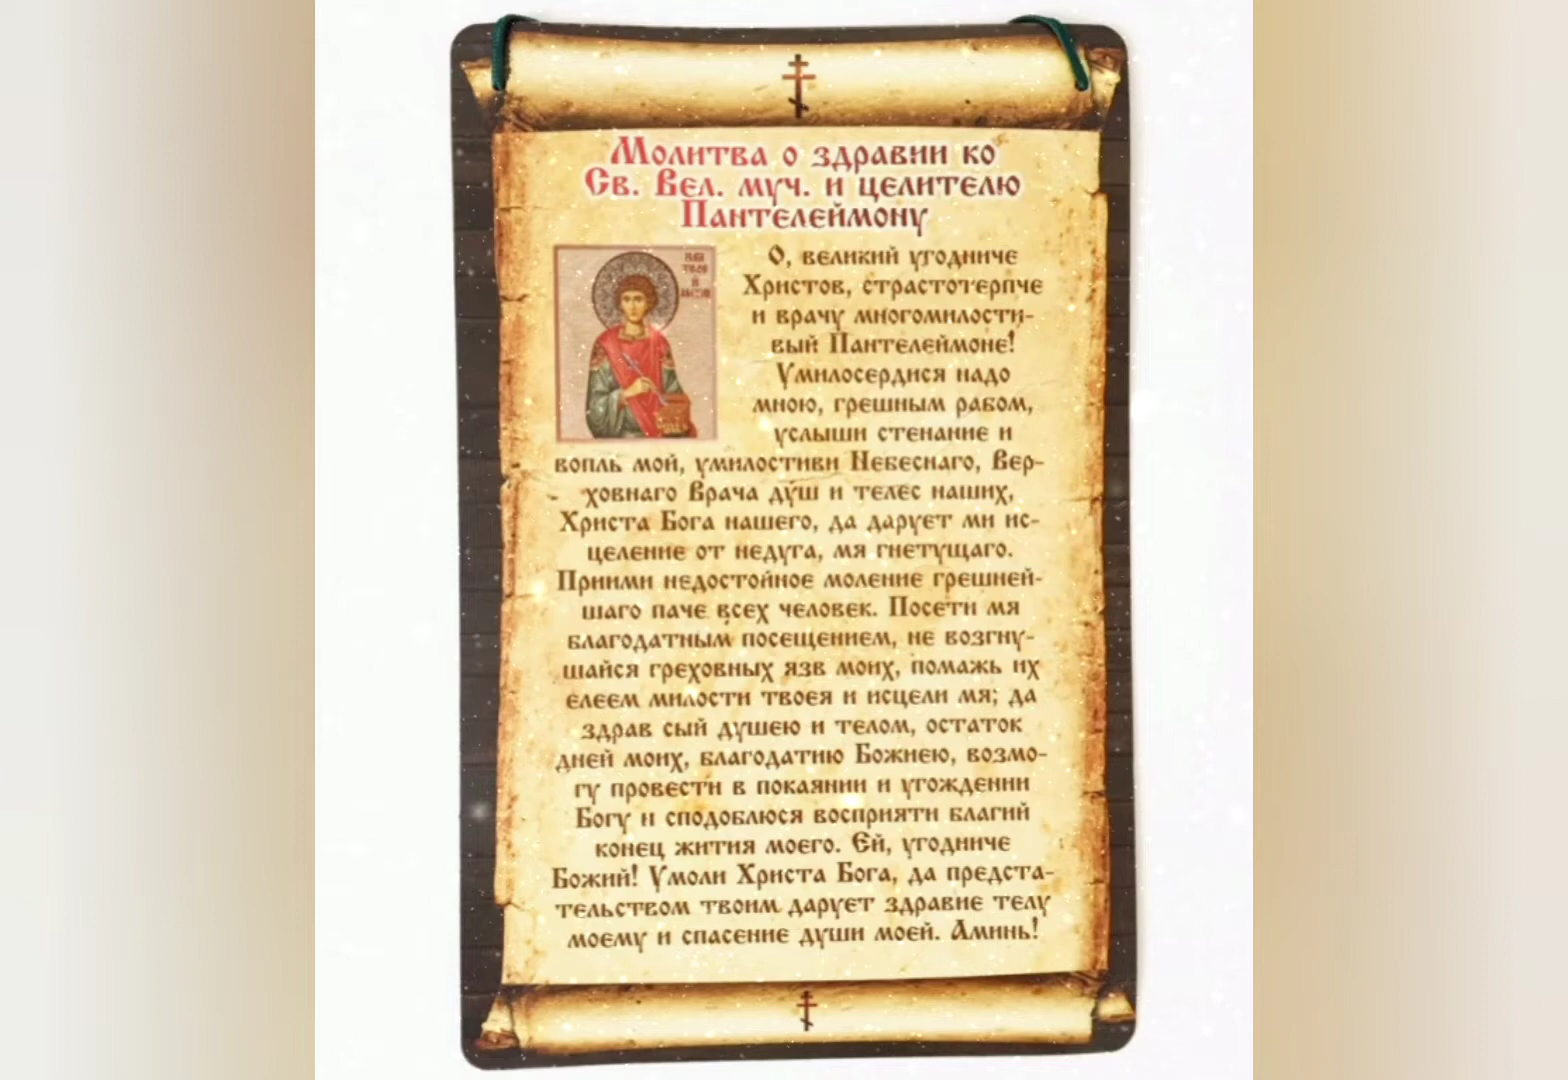 Молитва о здравии ко
Св. Вел. муч. и целителю
Пантелеймону
О, великий угодниче
Христов, страстотерпче
и врачу многомилости-
вый Пантелеймоне!
Умилосердися надо
мною, грешным рабом,
услыши стенание и
вопль мой, умилостиви Небеснаго, Вер-
ховнаго Врача душ и телес наших,
Христа Бога нашего, да дарует ми ис-
целение от недуга, мя гнетущаго.
Приими недостойное моление грешней-
шаго паче всех человек. Посети мя
благодатным посещением, не возгну-
шайся греховных язв моих, помажь их
елеем милости твоея и исцели мя; да
здрав сый душею и телом, остаток
дней моих, благодатию Божиею, возмо-
гу провести в покаянии и угождении
Богу и сподоблюся восприяти благий
конец жития моего. Ей, угодниче
Божий! Умоли Христа Бога, да предста-
тельством твоим дарует здравие телу
моему и спасение души моей. Аминь!